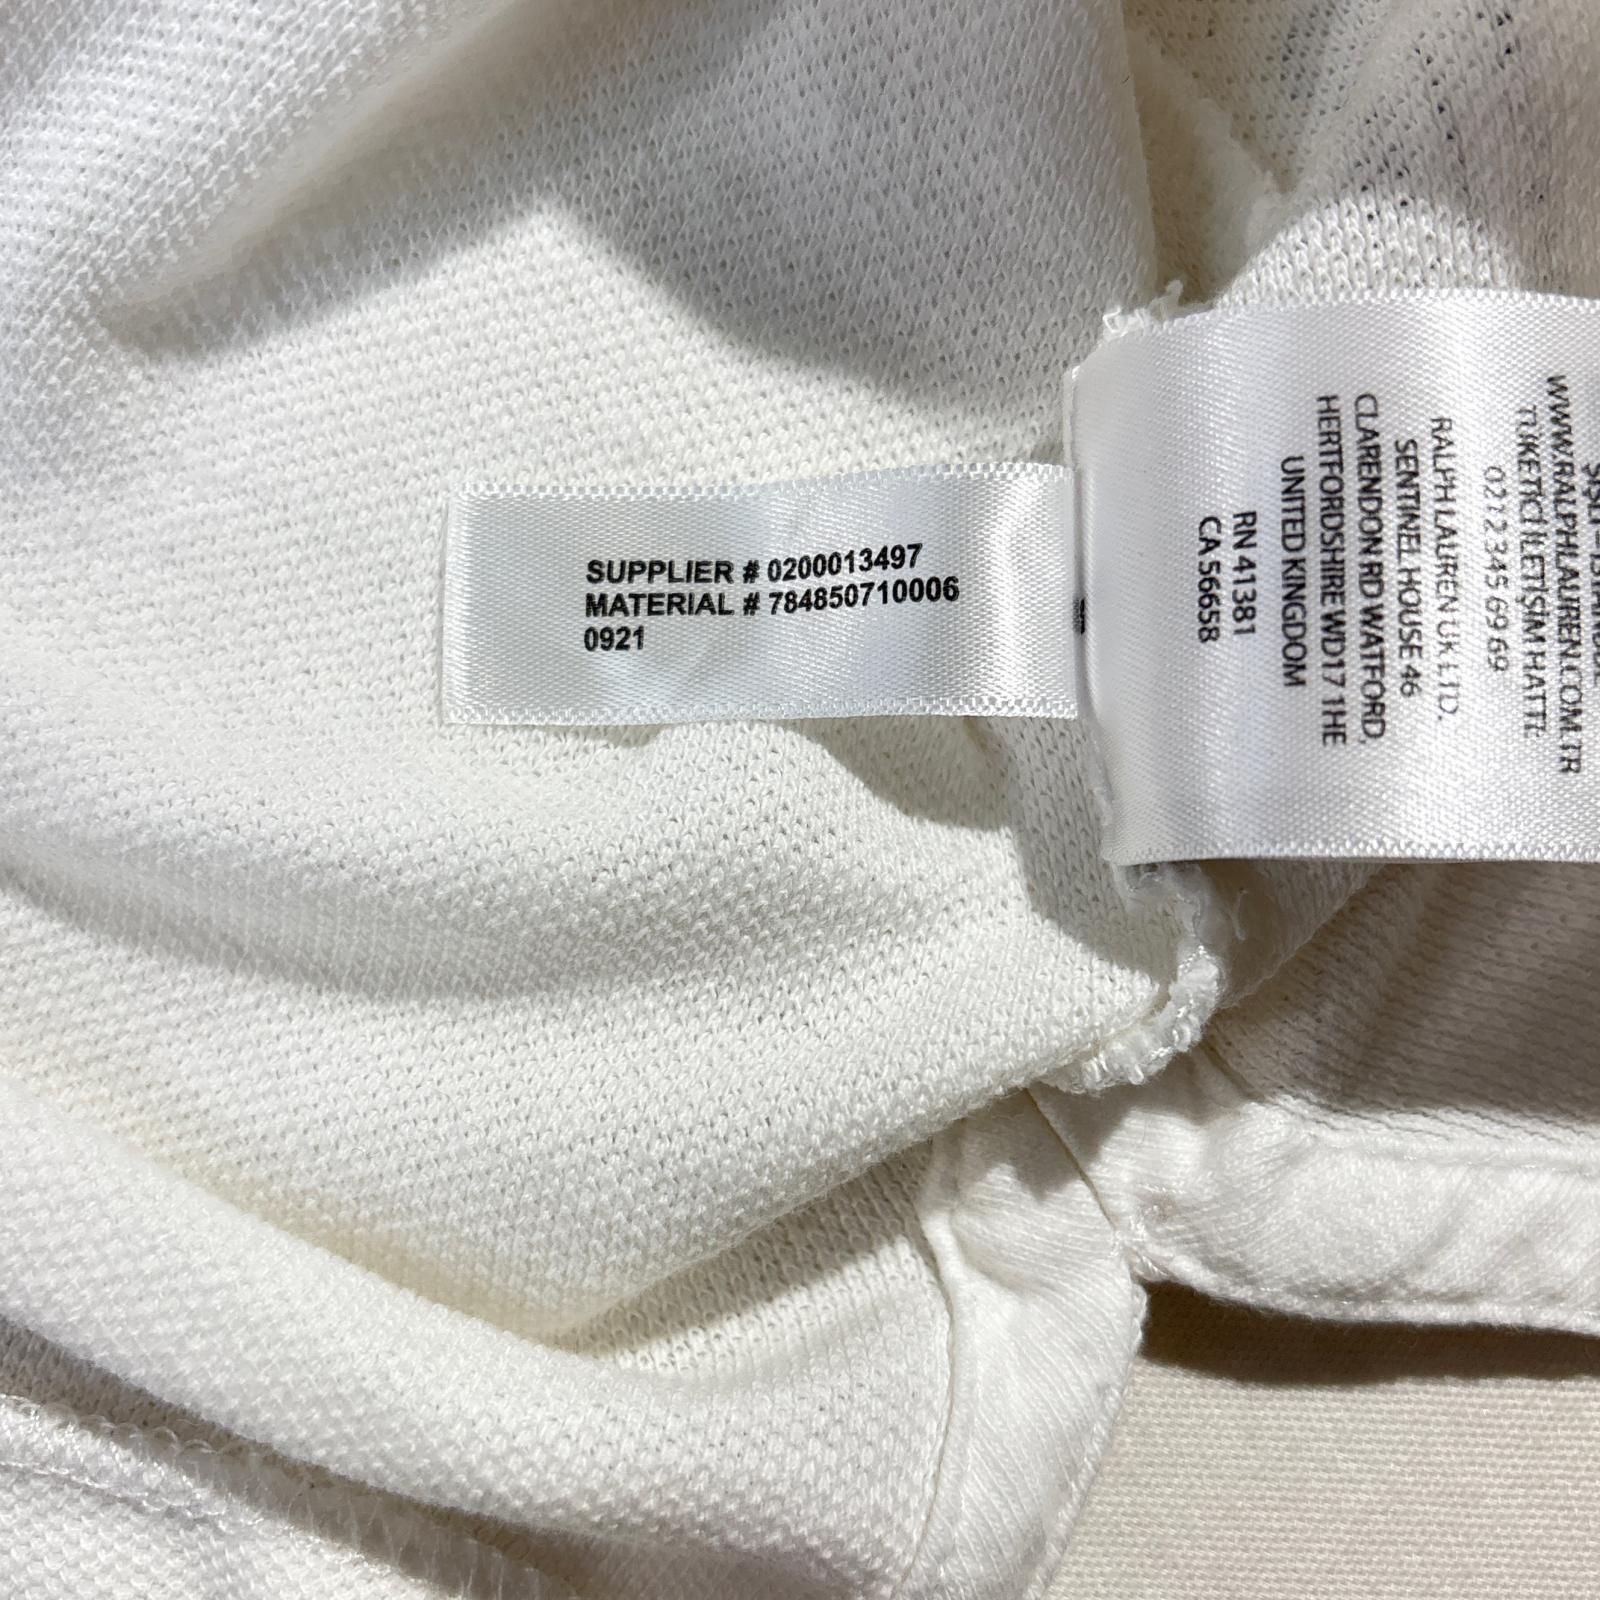 SUPPLIER # 0200013497
MATERIAL # 784850710006
0921
WWW.RALPHLAUREN.COM.TR
TÜKETİCİ İLETİŞİM HATTI:
0212 345 69 69
RALPH LAUREN UK LTD.
SENTINEL HOUSE 46
CLARENDON RD WATFORD,
HERTFORDSHIRE WD17 1HE
UNITED KINGDOM
RN 41381
CA 56658